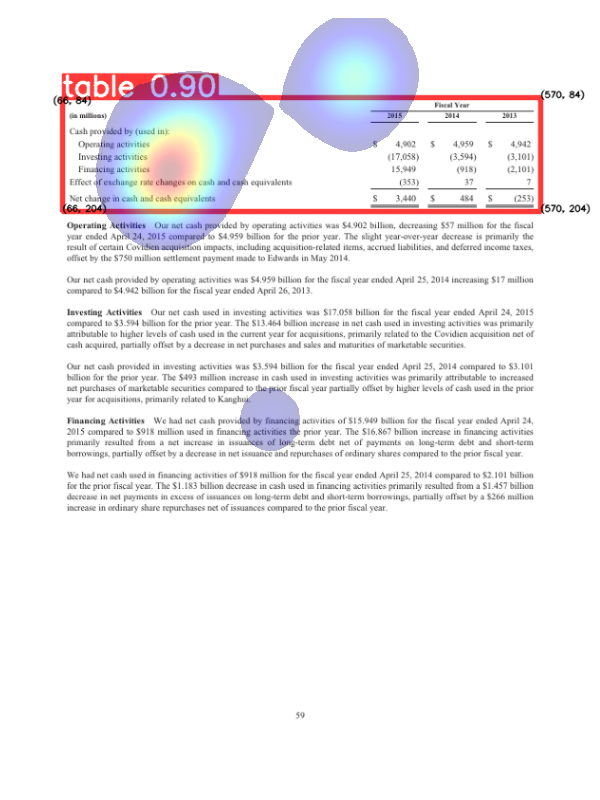 table 0.90
(66, 84)
(570, 84)
Fiscal Year
(in millions) 2015 2014 2013
Cash provided by (used in):
Operating activities $ 4,902 $ 4,959 $ 4,942
Investing activities (17,058) (3,594) (3,101)
Financing activities 15,949 (918) (2,101)
Effect of exchange rate changes on cash and cash equivalents (353) 37 7
Net change in cash and cash equivalents $ 3,440 $ 484 $ (253)
(66, 204)
(570, 204)
Operating Activities Our net cash provided by operating activities was $4.902 billion, decreasing $57 million for the fiscal
year ended April 24, 2015 compared to $4.959 billion for the prior year. The slight year-over-year decrease is primarily the
result of certain Covidien acquisition impacts, including acquisition-related items, accrued liabilities, and deferred income taxes,
offset by the $750 million settlement payment made to Edwards in May 2014.
Our net cash provided by operating activities was $4.959 billion for the fiscal year ended April 25, 2014 increasing $17 million
compared to $4.942 billion for the fiscal year ended April 26, 2013.
Investing Activities Our net cash used in investing activities was $17.058 billion for the fiscal year ended April 24, 2015
compared to $3.594 billion for the prior year. The $13.464 billion increase in net cash used in investing activities was primarily
attributable to higher levels of cash used in the current year for acquisitions, primarily related to the Covidien acquisition net of
cash acquired, partially offset by a decrease in net purchases and sales and maturities of marketable securities.
Our net cash provided in investing activities was $3.594 billion for the fiscal year ended April 25, 2014 compared to $3.101
billion for the prior year. The $493 million increase in cash used in investing activities was primarily attributable to increased
net purchases of marketable securities compared to the prior fiscal year partially offset by higher levels of cash used in the prior
year for acquisitions, primarily related to Kanghui.
Financing Activities We had net cash provided by financing activities of $15.949 billion for the fiscal year ended April 24,
2015 compared to $918 million used in financing activities the prior year. The $16.867 billion increase in financing activities
primarily resulted from a net increase in issuances of long-term debt net of payments on long-term debt and short-term
borrowings, partially offset by a decrease in net issuance and repurchases of ordinary shares compared to the prior fiscal year.
We had net cash used in financing activities of $918 million for the fiscal year ended April 25, 2014 compared to $2.101 billion
for the prior fiscal year. The $1.183 billion decrease in cash used in financing activities primarily resulted from a $1.457 billion
decrease in net payments in excess of issuances on long-term debt and short-term borrowings, partially offset by a $266 million
increase in ordinary share repurchases net of issuances compared to the prior fiscal year.
59